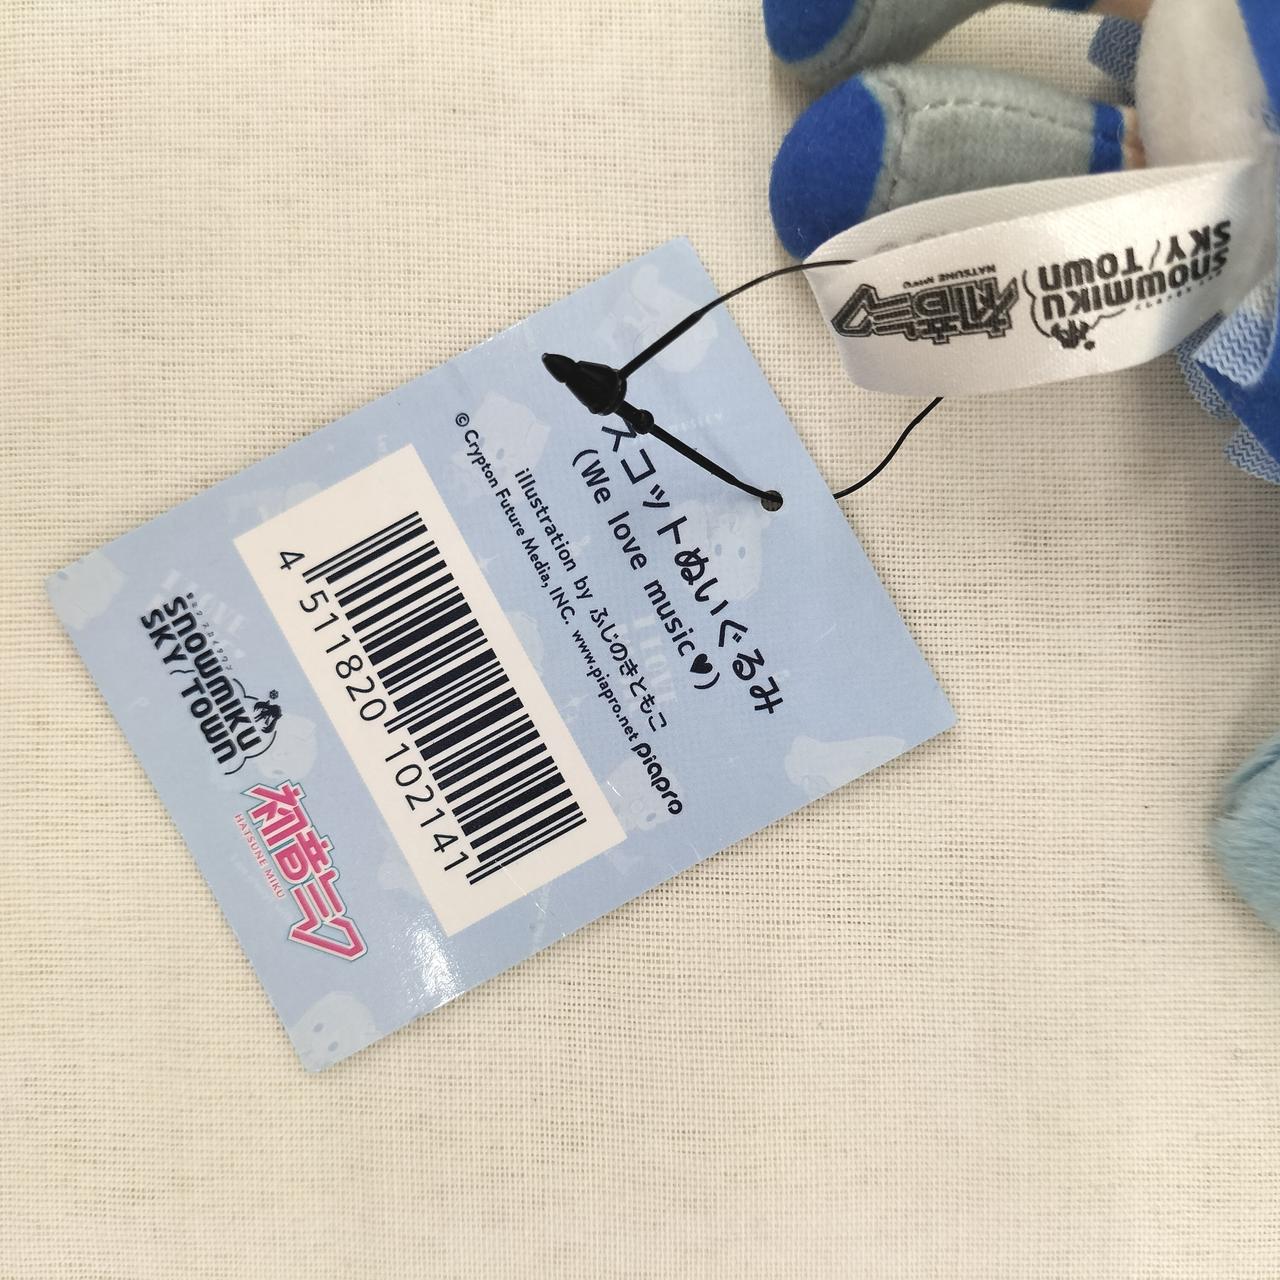 スコットぬいぐるみ
(We love music♥)
illustration by ふじのきともこ
© Crypton Future Media, INC. www.piapro.net piapro
4 511820 102141
SNOWMIKU
SKY TOWN
初音ミク
HATSUNE MIKU
初音ミク
HATSUNE MIKU
SNOWMIKU
SKY TOWN